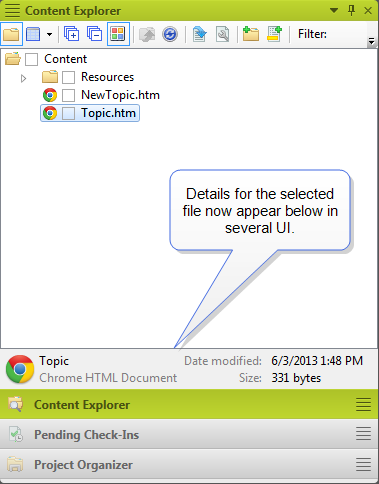 Content Explorer
Filter:
Content
Resources
NewTopic.htm
Topic.htm
Details for the selected
file now appear below in
several UI.
Topic Date modified: 6/3/2013 1:48 PM
Chrome HTML Document Size: 331 bytes
Content Explorer
Pending Check-Ins
Project Organizer